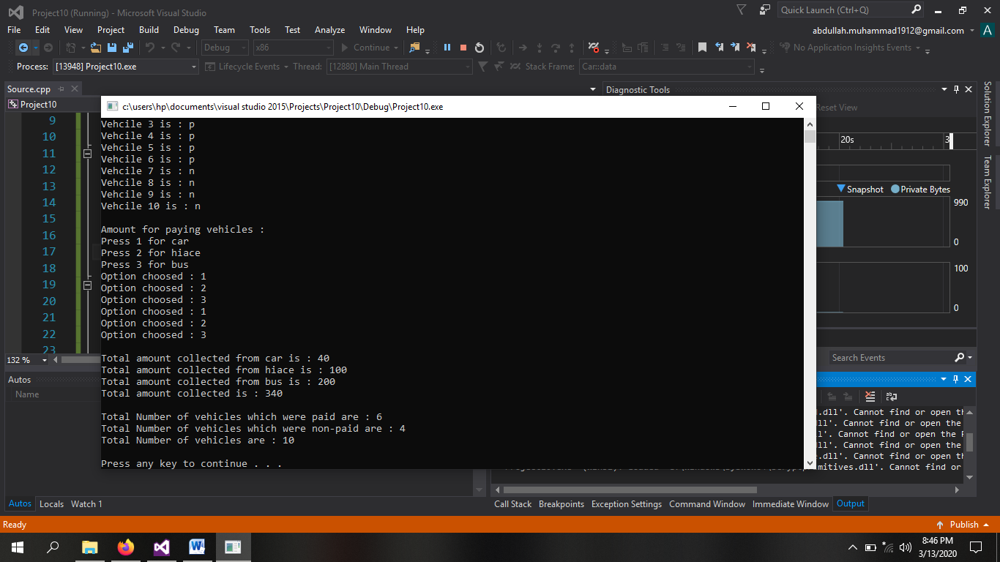 Project10 (Running) - Microsoft Visual Studio
Quick Launch (Ctrl+Q)
File Edit View Project Build Debug Team Tools Test Analyze Window Help
abdullah.muhammad1912@gmail.com A
Debug x86 Continue No Application Insights Events
Process: [13948] Project10.exe Lifecycle Events Thread: [12880] Main Thread Stack Frame: Car::data
Source.cpp
Project10
9
10
11
12
13
14
15
16
17
18
19
20
21
22
23
132 %
c:\users\hp\documents\visual studio 2015\Projects\Project10\Debug\Project10.exe
Vehcile 3 is : p
Vehcile 4 is : p
Vehcile 5 is : p
Vehcile 6 is : p
Vehcile 7 is : n
Vehcile 8 is : n
Vehcile 9 is : n
Vehcile 10 is : n
Amount for paying vehicles :
Press 1 for car
Press 2 for hiace
Press 3 for bus
Option choosed : 1
Option choosed : 2
Option choosed : 3
Option choosed : 1
Option choosed : 2
Option choosed : 3
Total amount collected from car is : 40
Total amount collected from hiace is : 100
Total amount collected from bus is : 200
Total amount collected is : 340
Total Number of vehicles which were paid are : 6
Total Number of vehicles which were non-paid are : 4
Total Number of vehicles are : 10
Press any key to continue . . .
Diagnostic Tools
Reset View
20s 3
Snapshot Private Bytes
990
0
100
0
Search Events
Solution Explorer
Team Explorer
.dll'. Cannot find or open th
ll'. Cannot find or open the
l'. Cannot find or open the P
ll'. Cannot find or open the
e.dll'. Cannot find or open th
mitives.dll'. Cannot find or
Autos
Name
Autos Locals Watch 1
Call Stack Breakpoints Exception Settings Command Window Immediate Window Output
Ready
Publish
8:46 PM
3/13/2020